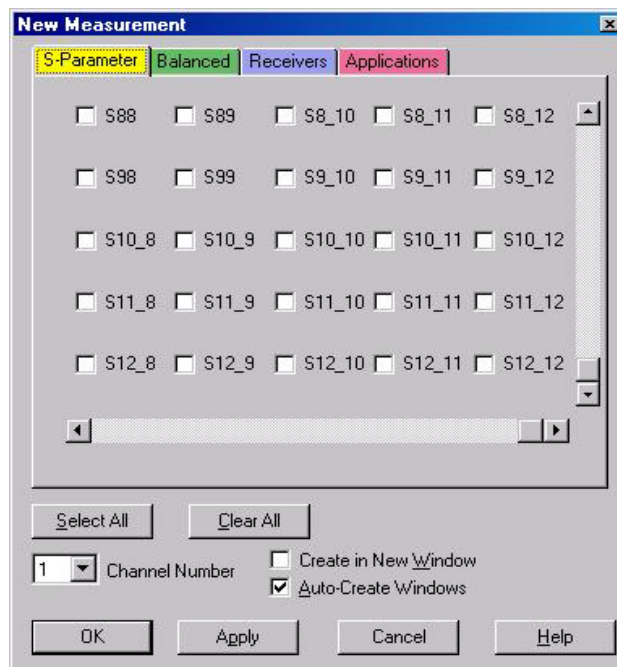 New Measurement
S-Parameter Balanced Receivers Applications
S88 S89 S8_10 S8_11 S8_12
S98 S99 S9_10 S9_11 S9_12
S10_8 S10_9 S10_10 S10_11 S10_12
S11_8 S11_9 S11_10 S11_11 S11_12
S12_8 S12_9 S12_10 S12_11 S12_12
Select All Clear All
1 Channel Number
Create in New Window
Auto-Create Windows
OK Apply Cancel Help